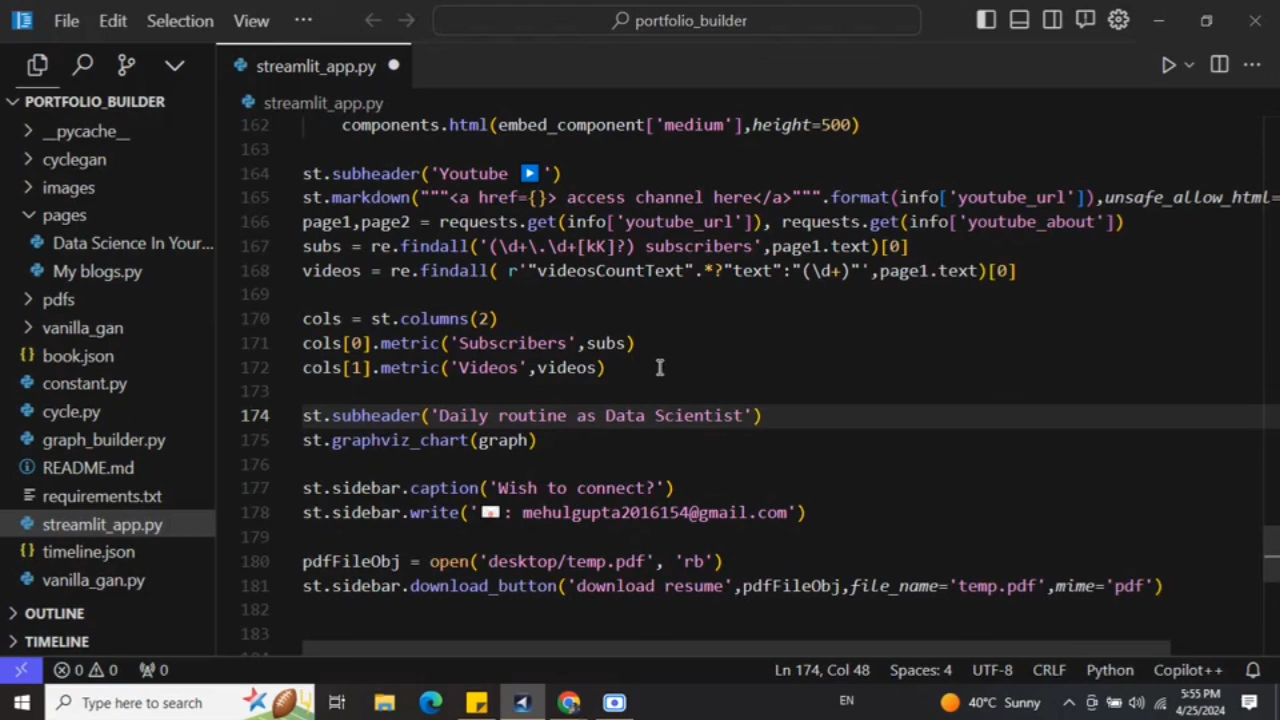 File Edit Selection View ··· portfolio_builder
streamlit_app.py
PORTFOLIO_BUILDER
streamlit_app.py
__pycache__
cyclegan
images
pages
Data Science In Your...
My blogs.py
pdfs
vanilla_gan
book.json
constant.py
cycle.py
graph_builder.py
README.md
requirements.txt
streamlit_app.py
timeline.json
vanilla_gan.py
OUTLINE
TIMELINE
162 components.html(embed_component['medium'],height=500)
163
164 st.subheader('Youtube ▶️ ')
165 st.markdown("""<a href={}> access channel here</a>""".format(info['youtube_url']),unsafe_allow_html=
166 page1,page2 = requests.get(info['youtube_url']), requests.get(info['youtube_about'])
167 subs = re.findall('(\d+\.\d+[kK]?) subscribers',page1.text)[0]
168 videos = re.findall( r'"videosCountText".*?"text":"(\d+)"',page1.text)[0]
169
170 cols = st.columns(2)
171 cols[0].metric('Subscribers',subs)
172 cols[1].metric('Videos',videos)
173
174 st.subheader('Daily routine as Data Scientist')
175 st.graphviz_chart(graph)
176
177 st.sidebar.caption('Wish to connect?')
178 st.sidebar.write('📧: mehulgupta2016154@gmail.com')
179
180 pdfFileObj = open('desktop/temp.pdf', 'rb')
181 st.sidebar.download_button('download resume',pdfFileObj,file_name='temp.pdf',mime='pdf')
182
183
0 0 0 Ln 174, Col 48 Spaces: 4 UTF-8 CRLF Python Copilot++
Type here to search EN 40°C Sunny 5:55 PM
4/25/2024